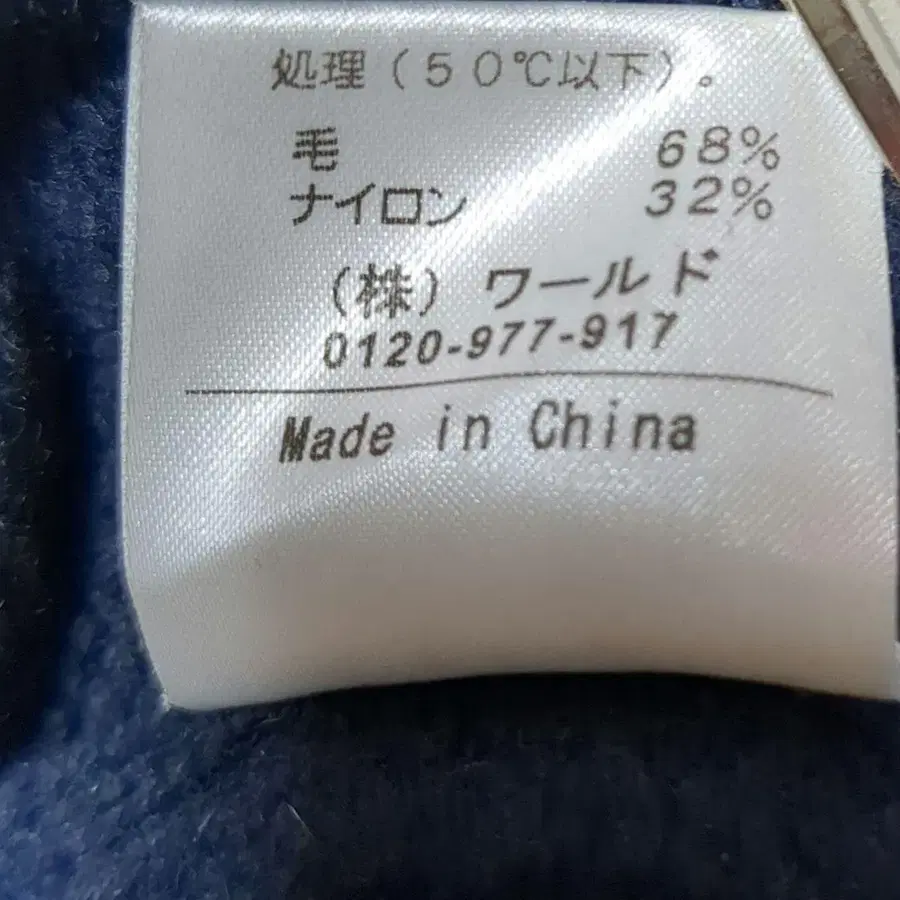 処理（５０℃以下）。
毛 68%
ナイロン 32%
（株）ワールド
0120-977-917
Made in China